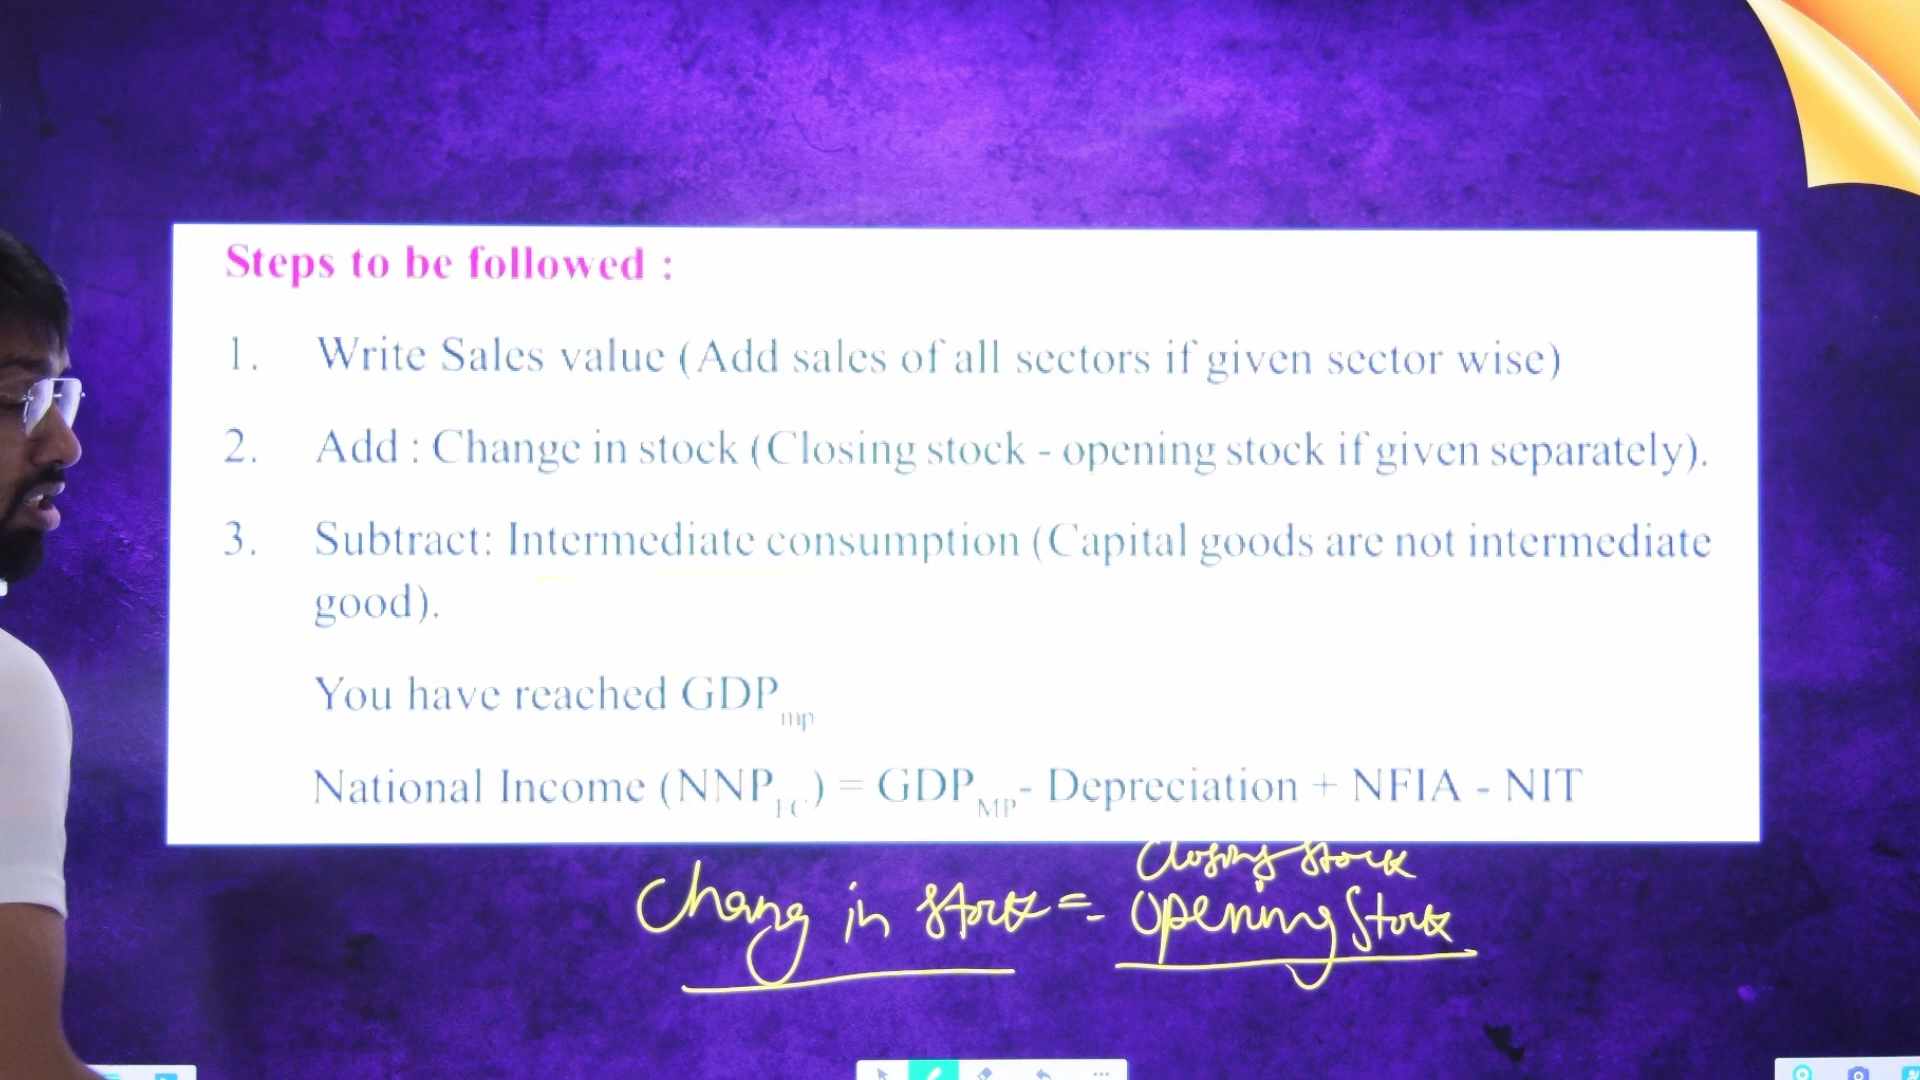 Steps to be followed :
1. Write Sales value (Add sales of all sectors if given sector wise)
2. Add : Change in stock (Closing stock - opening stock if given separately).
3. Subtract: Intermediate consumption (Capital goods are not intermediate
good).
You have reached GDPmp
National Income (NNPFC) = GDPMP- Depreciation + NFIA - NIT
Closing stock
Chang in stock = - Opening Stock